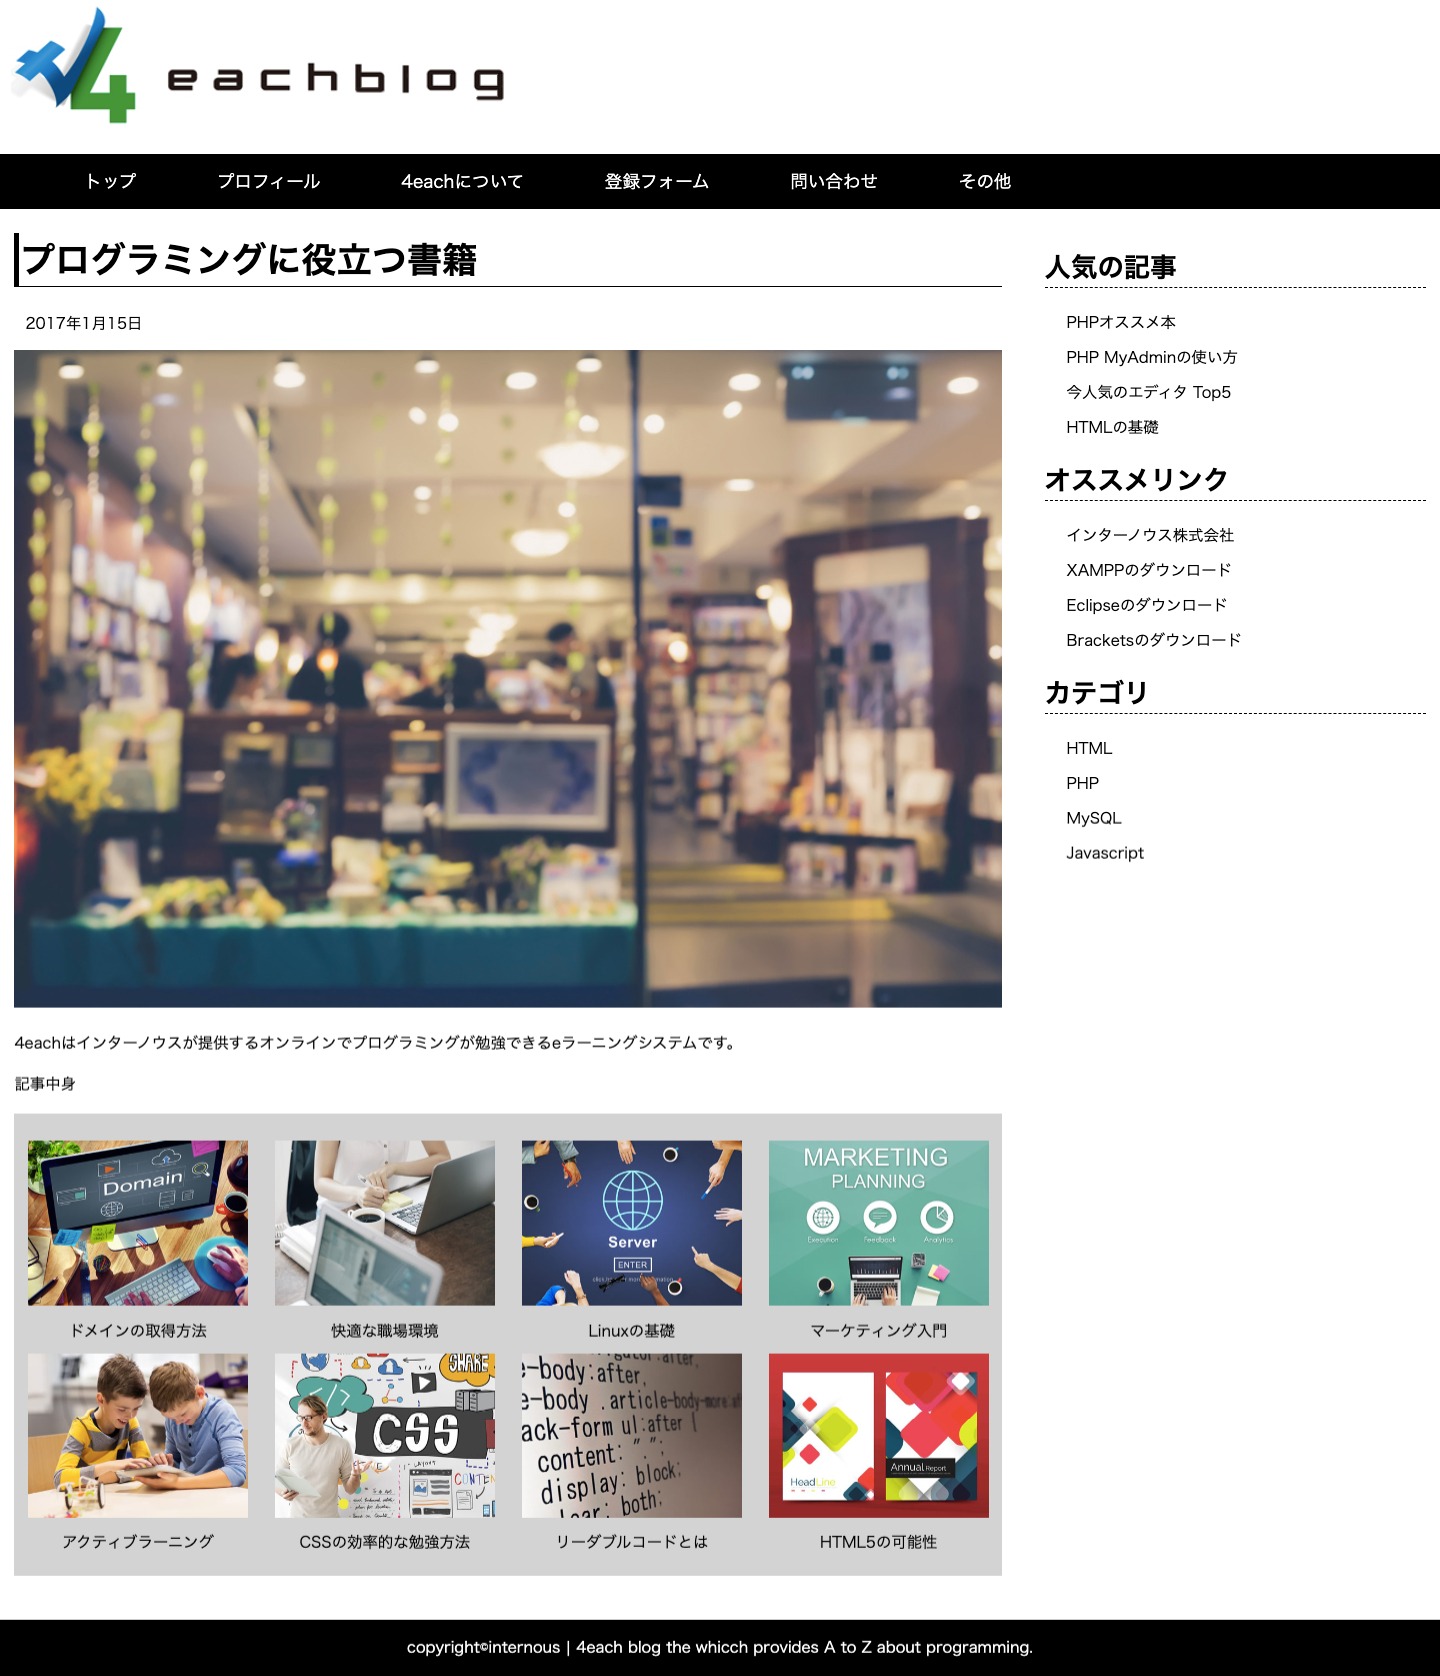 4 eachblog
トップ プロフィール 4eachについて 登録フォーム 問い合わせ その他
プログラミングに役立つ書籍
2017年1月15日
4eachはインターノウスが提供するオンラインでプログラミングが勉強できるeラーニングシステムです。
記事中身
Domain
Server
ENTER
MARKETING
PLANNING
Execution Feedback Analytics
ドメインの取得方法 快適な職場環境 Linuxの基礎 マーケティング入門
SHARE
</>
CSS
LAYOUT
CONTEN
e-body:after,
e-body .article-body-more:af
ack-form ul:after {
content: ".";
display: block;
both;
HeadLine
Annual Report
アクティブラーニング CSSの効率的な勉強方法 リーダブルコードとは HTML5の可能性
人気の記事
PHPオススメ本
PHP MyAdminの使い方
今人気のエディタ Top5
HTMLの基礎
オススメリンク
インターノウス株式会社
XAMPPのダウンロード
Eclipseのダウンロード
Bracketsのダウンロード
カテゴリ
HTML
PHP
MySQL
Javascript
copyright©internous | 4each blog the whicch provides A to Z about programming.